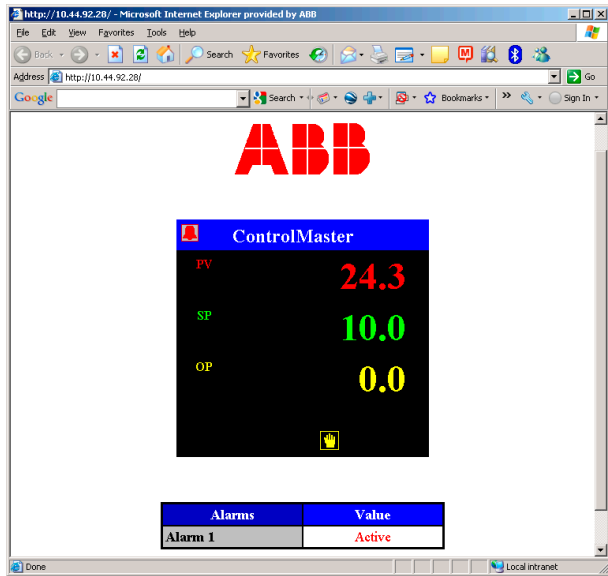 http://10.44.92.28/ - Microsoft Internet Explorer provided by ABB
File Edit View Favorites Tools Help
Back Search Favorites
Address http://10.44.92.28/ Go
Google Search Bookmarks Sign In
ABB
ControlMaster
PV 24.3
SP 10.0
OP 0.0
Alarms Value
Alarm 1 Active
Done Local intranet